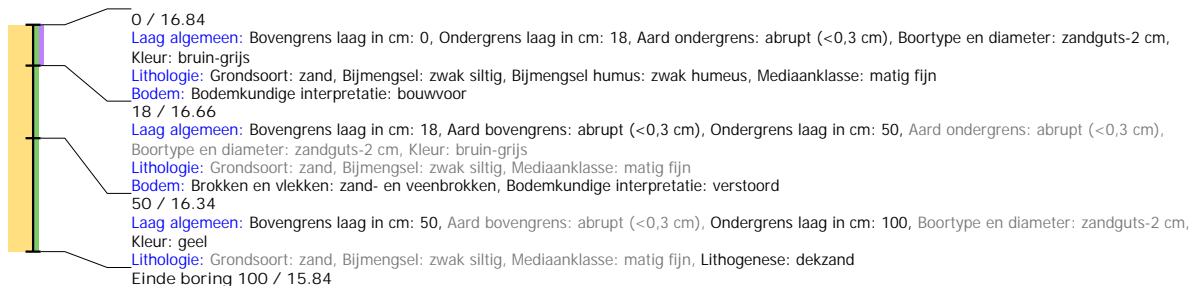 0 / 16.84
Laag algemeen: Bovengrens laag in cm: 0, Ondergrens laag in cm: 18, Aard ondergrens: abrupt (<0,3 cm), Boortype en diameter: zandguts-2 cm,
Kleur: bruin-grijs
Lithologie: Grondsoort: zand, Bijmengsel: zwak siltig, Bijmengsel humus: zwak humeus, Mediaanklasse: matig fijn
Bodem: Bodemkundige interpretatie: bouwvoor
18 / 16.66
Laag algemeen: Bovengrens laag in cm: 18, Aard bovengrens: abrupt (<0,3 cm), Ondergrens laag in cm: 50, Aard ondergrens: abrupt (<0,3 cm),
Boortype en diameter: zandguts-2 cm, Kleur: bruin-grijs
Lithologie: Grondsoort: zand, Bijmengsel: zwak siltig, Mediaanklasse: matig fijn
Bodem: Brokken en vlekken: zand- en veenbrokken, Bodemkundige interpretatie: verstoord
50 / 16.34
Laag algemeen: Bovengrens laag in cm: 50, Aard bovengrens: abrupt (<0,3 cm), Ondergrens laag in cm: 100, Boortype en diameter: zandguts-2 cm,
Kleur: geel
Lithologie: Grondsoort: zand, Bijmengsel: zwak siltig, Mediaanklasse: matig fijn, Lithogenese: dekzand
Einde boring 100 / 15.84